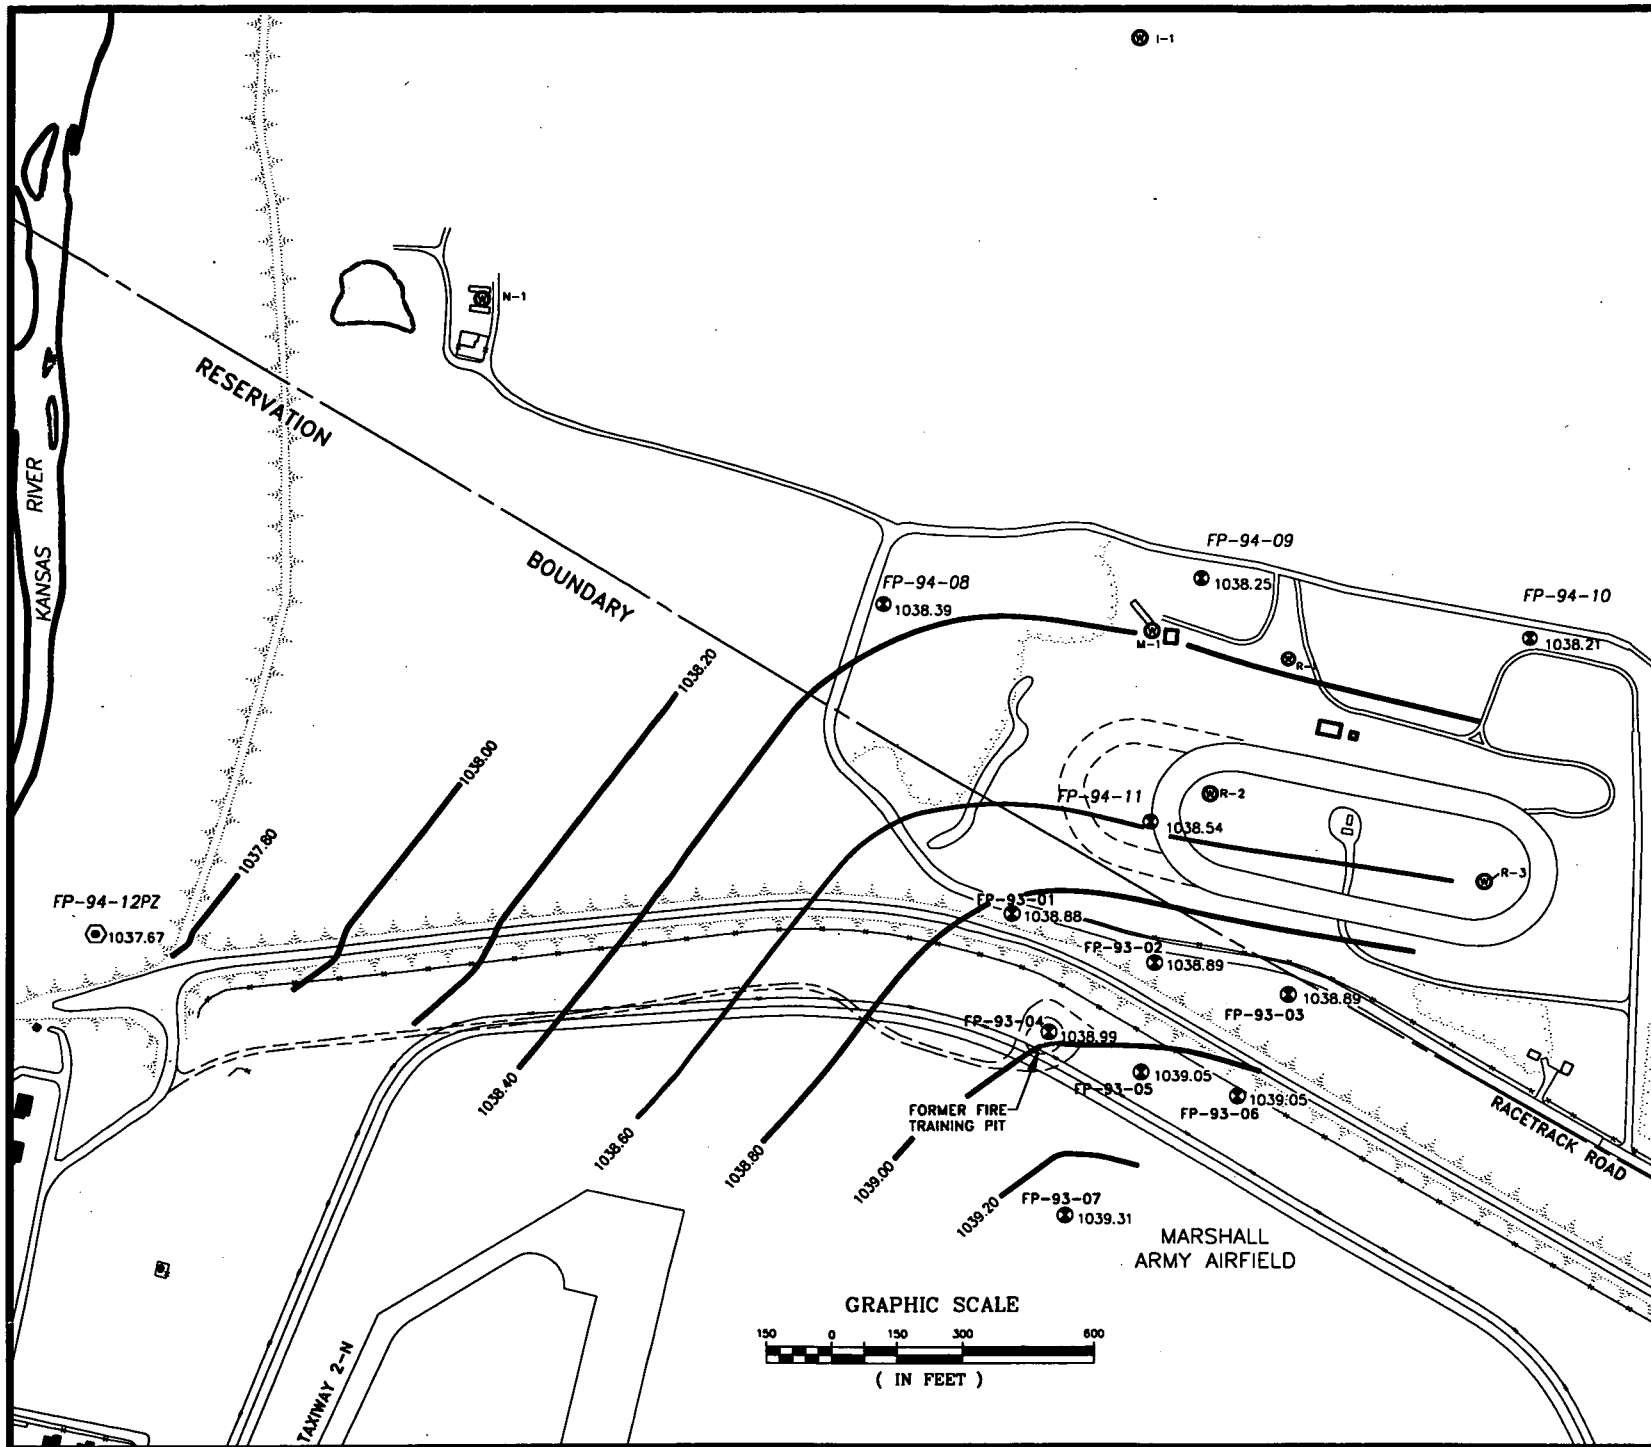 I-1
N-1
RESERVATION
BOUNDARY
KANSAS RIVER
FP-94-09
1038.25
FP-94-08
1038.39
FP-94-10
1038.21
M-1
1038.20
1038.00
R-2
FP-94-11
1038.54
R-3
1037.80
FP-94-12PZ
1037.67
FP-93-01
1038.88
FP-93-02
1038.89
1038.89
FP-93-03
FP-93-04
1038.99
1039.05
FP-93-05
1039.05
FP-93-06
1038.40
FORMER FIRE
TRAINING PIT
RACETRACK ROAD
1038.60
1038.80
1039.00
1039.20
FP-93-07
1039.31
MARSHALL
ARMY AIRFIELD
GRAPHIC SCALE
150 0 150 300 600
( IN FEET )
TAXIWAY 2-N